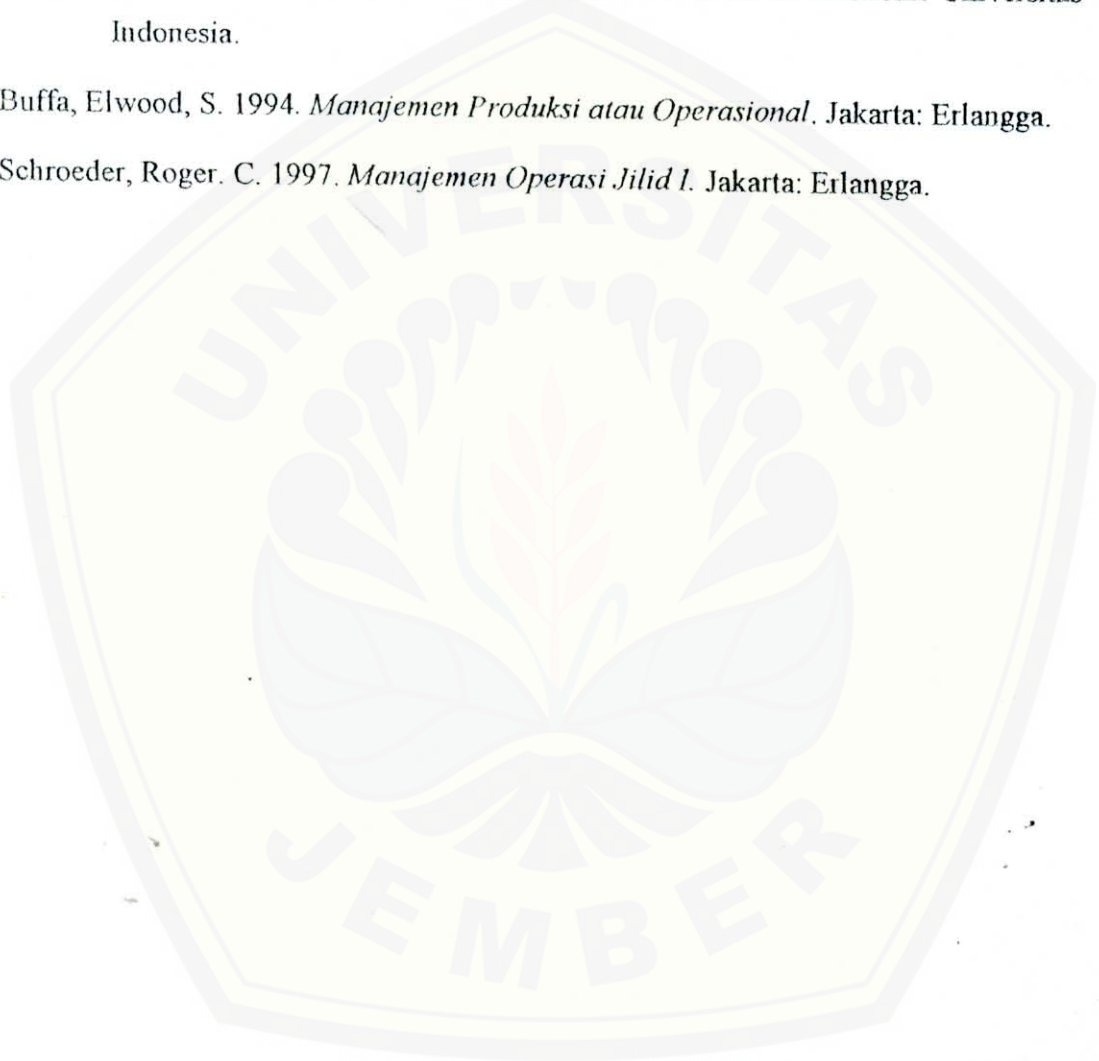 Indonesia.
Buffa, Elwood, S. 1994. Manajemen Produksi atau Operasional. Jakarta: Erlangga.
Schroeder, Roger. C. 1997. Manajemen Operasi Jilid 1. Jakarta: Erlangga.
UNIVERSITAS
JEMBER